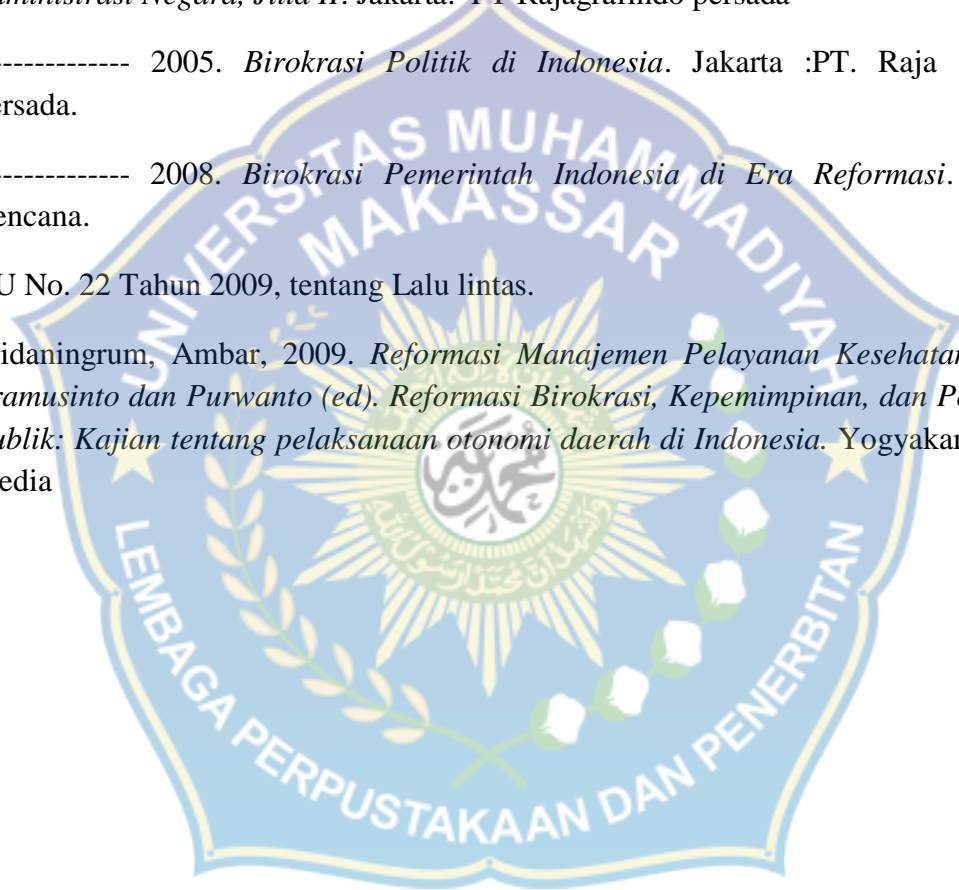 ministrasi Negara, Jilid II. Jakarta: PT Rajagrafindo persada
------------- 2005. Birokrasi Politik di Indonesia. Jakarta :PT. Raja
ersada.
------------- 2008. Birokrasi Pemerintah Indonesia di Era Reformasi.
encana.
U No. 22 Tahun 2009, tentang Lalu lintas.
idaningrum, Ambar, 2009. Reformasi Manajemen Pelayanan Kesehatan
ramusinto dan Purwanto (ed). Reformasi Birokrasi, Kepemimpinan, dan Pe
ublik: Kajian tentang pelaksanaan otonomi daerah di Indonesia. Yogyakar
edia
UNIVERSITAS MUHAMMADIYAH
MAKASSAR
LEMBAGA PERPUSTAKAAN DAN PENERBITAN